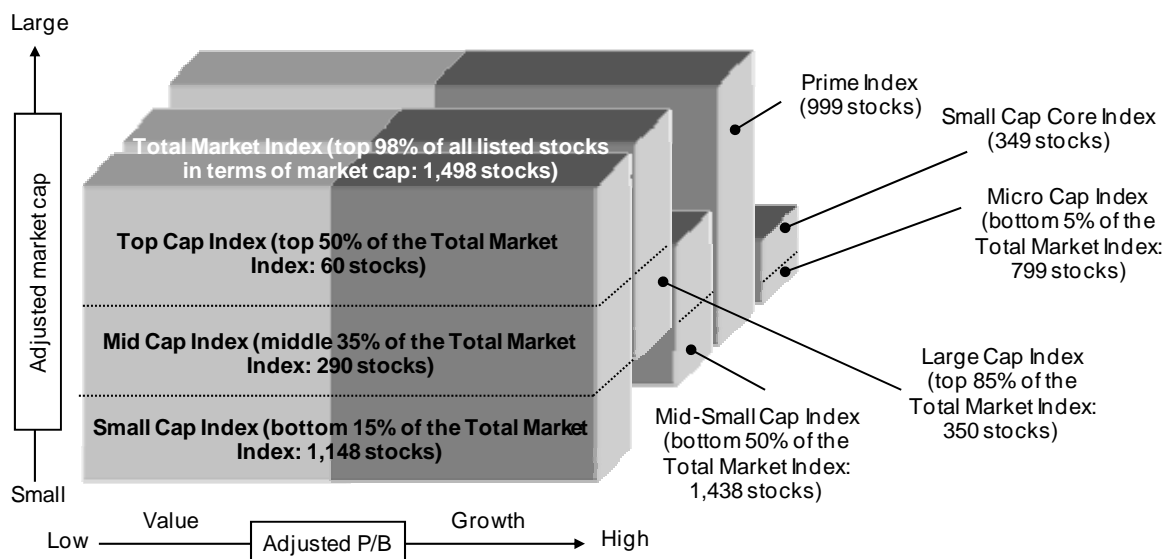 Large
Adjusted market cap
Small
Total Market Index (top 98% of all listed stocks
in terms of market cap: 1,498 stocks)
Top Cap Index (top 50% of the Total Market
Index: 60 stocks)
Mid Cap Index (middle 35% of the Total Market
Index: 290 stocks)
Small Cap Index (bottom 15% of the Total Market
Index: 1,148 stocks)
Prime Index
(999 stocks)
Small Cap Core Index
(349 stocks)
Micro Cap Index
(bottom 5% of the
Total Market Index:
799 stocks)
Large Cap Index
(top 85% of the
Total Market Index:
350 stocks)
Mid-Small Cap Index
(bottom 50% of the
Total Market Index:
1,438 stocks)
Low
Value
Adjusted P/B
Growth
High